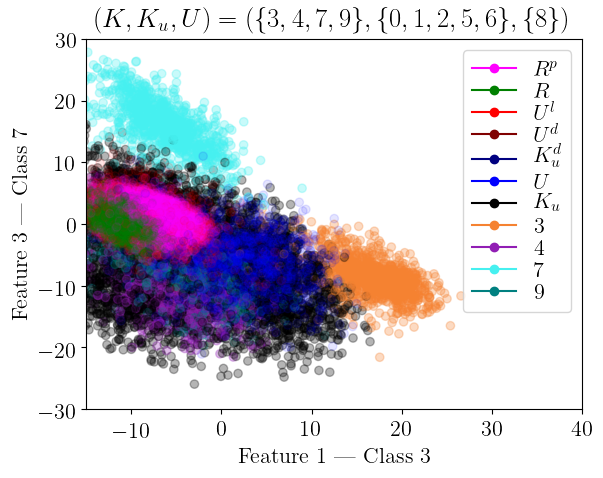 (K, K_u, U) = ({3, 4, 7, 9}, {0, 1, 2, 5, 6}, {8})
30
20
10
0
−10
−20
−30
Feature 3 — Class 7
R^p
R
U^l
U^d
K_u^d
U
K_u
3
4
7
9
−10
0
10
20
30
40
Feature 1 — Class 3